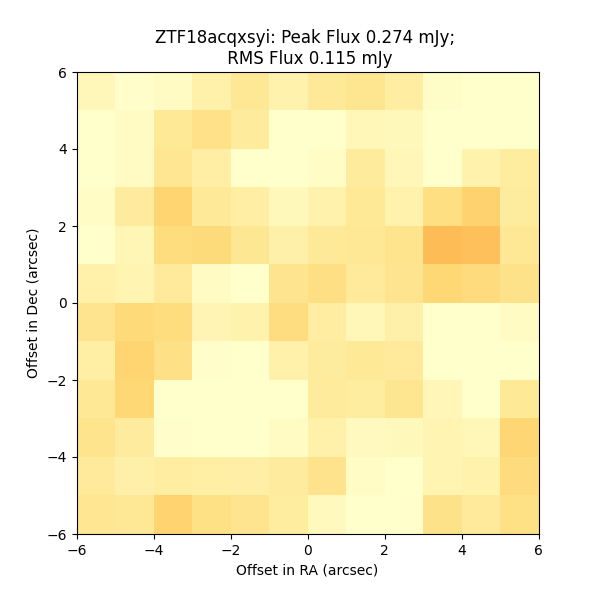 ZTF18acqxsyi: Peak Flux 0.274 mJy;
RMS Flux 0.115 mJy
6
4
2
0
−2
−4
−6
Offset in Dec (arcsec)
−6 −4 −2 0 2 4 6
Offset in RA (arcsec)